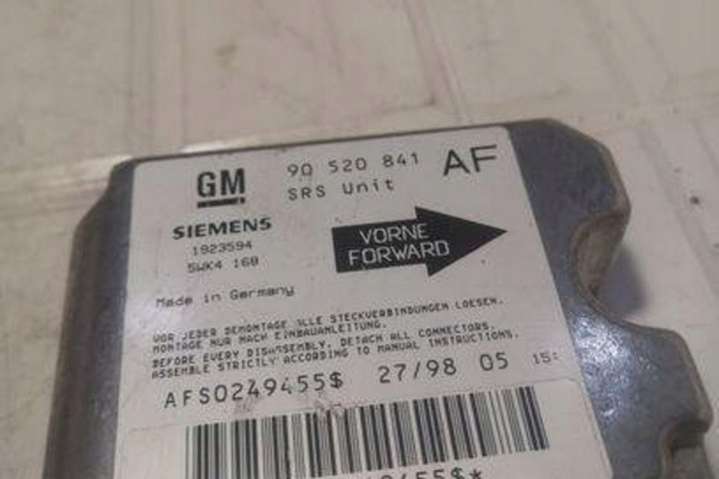 GM 90 520 841 AF
SRS Unit
SIEMENS
1923594
5WK4 168
VORNE
FORWARD
Made in Germany
VOR JEDER DEMONTAGE ALLE STECKVERBINDUNGEN LOESEN.
MONTAGE NUR NACH EINBAUANLEITUNG.
BEFORE EVERY DISASSEMBLY, DETACH ALL CONNECTORS.
ASSEMBLE STRICTLY ACCORDING TO MANUAL INSTRUCTIONS.
AFS0249455$ 27/98 05 15: